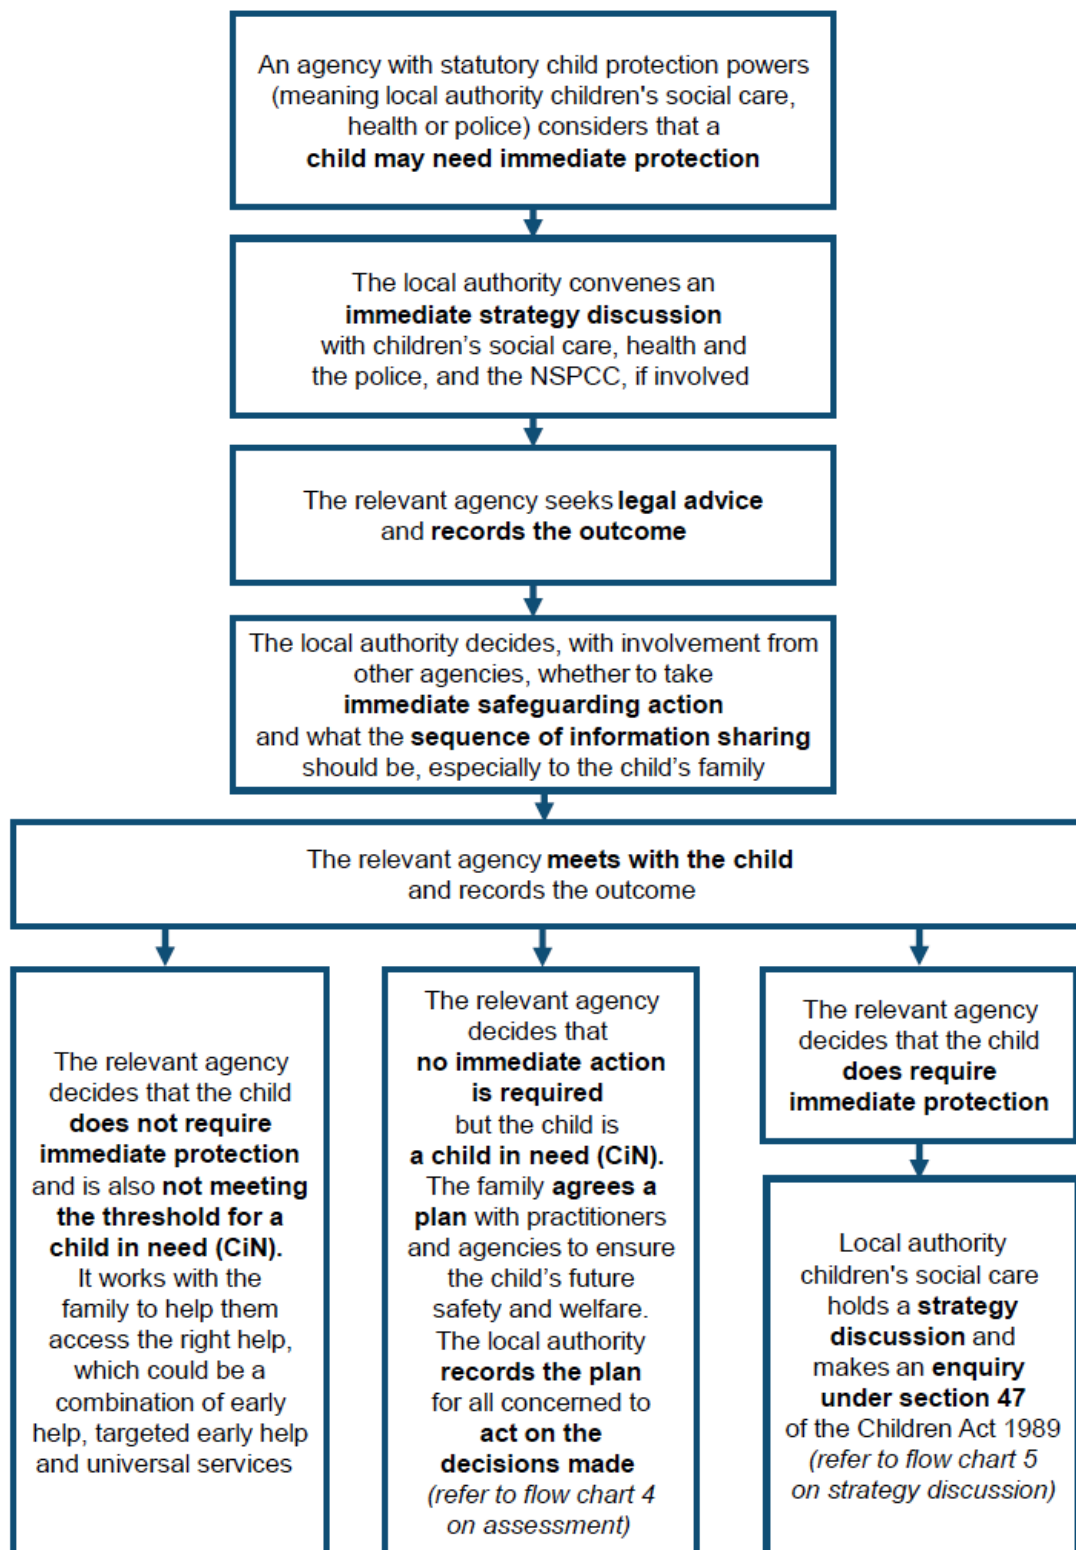 An agency with statutory child protection powers
(meaning local authority children's social care,
health or police) considers that a
child may need immediate protection
The local authority convenes an
immediate strategy discussion
with children’s social care, health and
the police, and the NSPCC, if involved
The relevant agency seeks legal advice
and records the outcome
The local authority decides, with involvement from
other agencies, whether to take
immediate safeguarding action
and what the sequence of information sharing
should be, especially to the child’s family
The relevant agency meets with the child
and records the outcome
The relevant agency
decides that the child
does not require
immediate protection
and is also not meeting
the threshold for a
child in need (CiN).
It works with the
family to help them
access the right help,
which could be a
combination of early
help, targeted early help
and universal services
The relevant agency
decides that
no immediate action
is required
but the child is
a child in need (CiN).
The family agrees a
plan with practitioners
and agencies to ensure
the child’s future
safety and welfare.
The local authority
records the plan
for all concerned to
act on the
decisions made
(refer to flow chart 4
on assessment)
The relevant agency
decides that the child
does require
immediate protection
Local authority
children's social care
holds a strategy
discussion and
makes an enquiry
under section 47
of the Children Act 1989
(refer to flow chart 5
on strategy discussion)